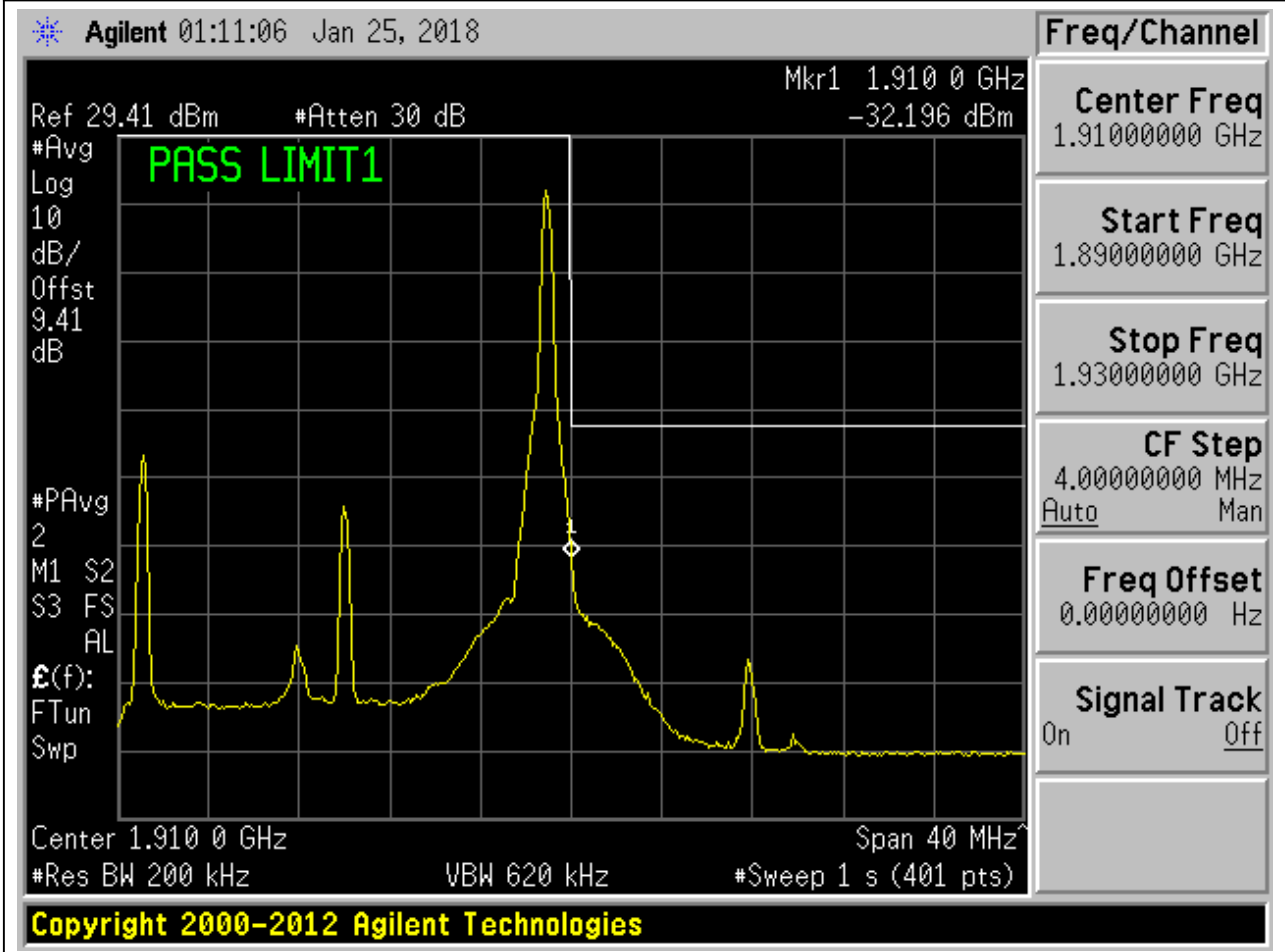 Agilent 01:11:06 Jan 25, 2018
Mkr1 1.910 0 GHz
Ref 29.41 dBm #Atten 30 dB -32.196 dBm
#Avg
Log
10
dB/
Offst
9.41
dB
PASS LIMIT1
1
#PAvg
2
M1 S2
S3 FS
AL
£(f):
FTun
Swp
Center 1.910 0 GHz Span 40 MHz^
#Res BW 200 kHz VBW 620 kHz #Sweep 1 s (401 pts)
Copyright 2000-2012 Agilent Technologies
Freq/Channel
Center Freq
1.91000000 GHz
Start Freq
1.89000000 GHz
Stop Freq
1.93000000 GHz
CF Step
4.00000000 MHz
Auto Man
Freq Offset
0.00000000 Hz
Signal Track
On Off